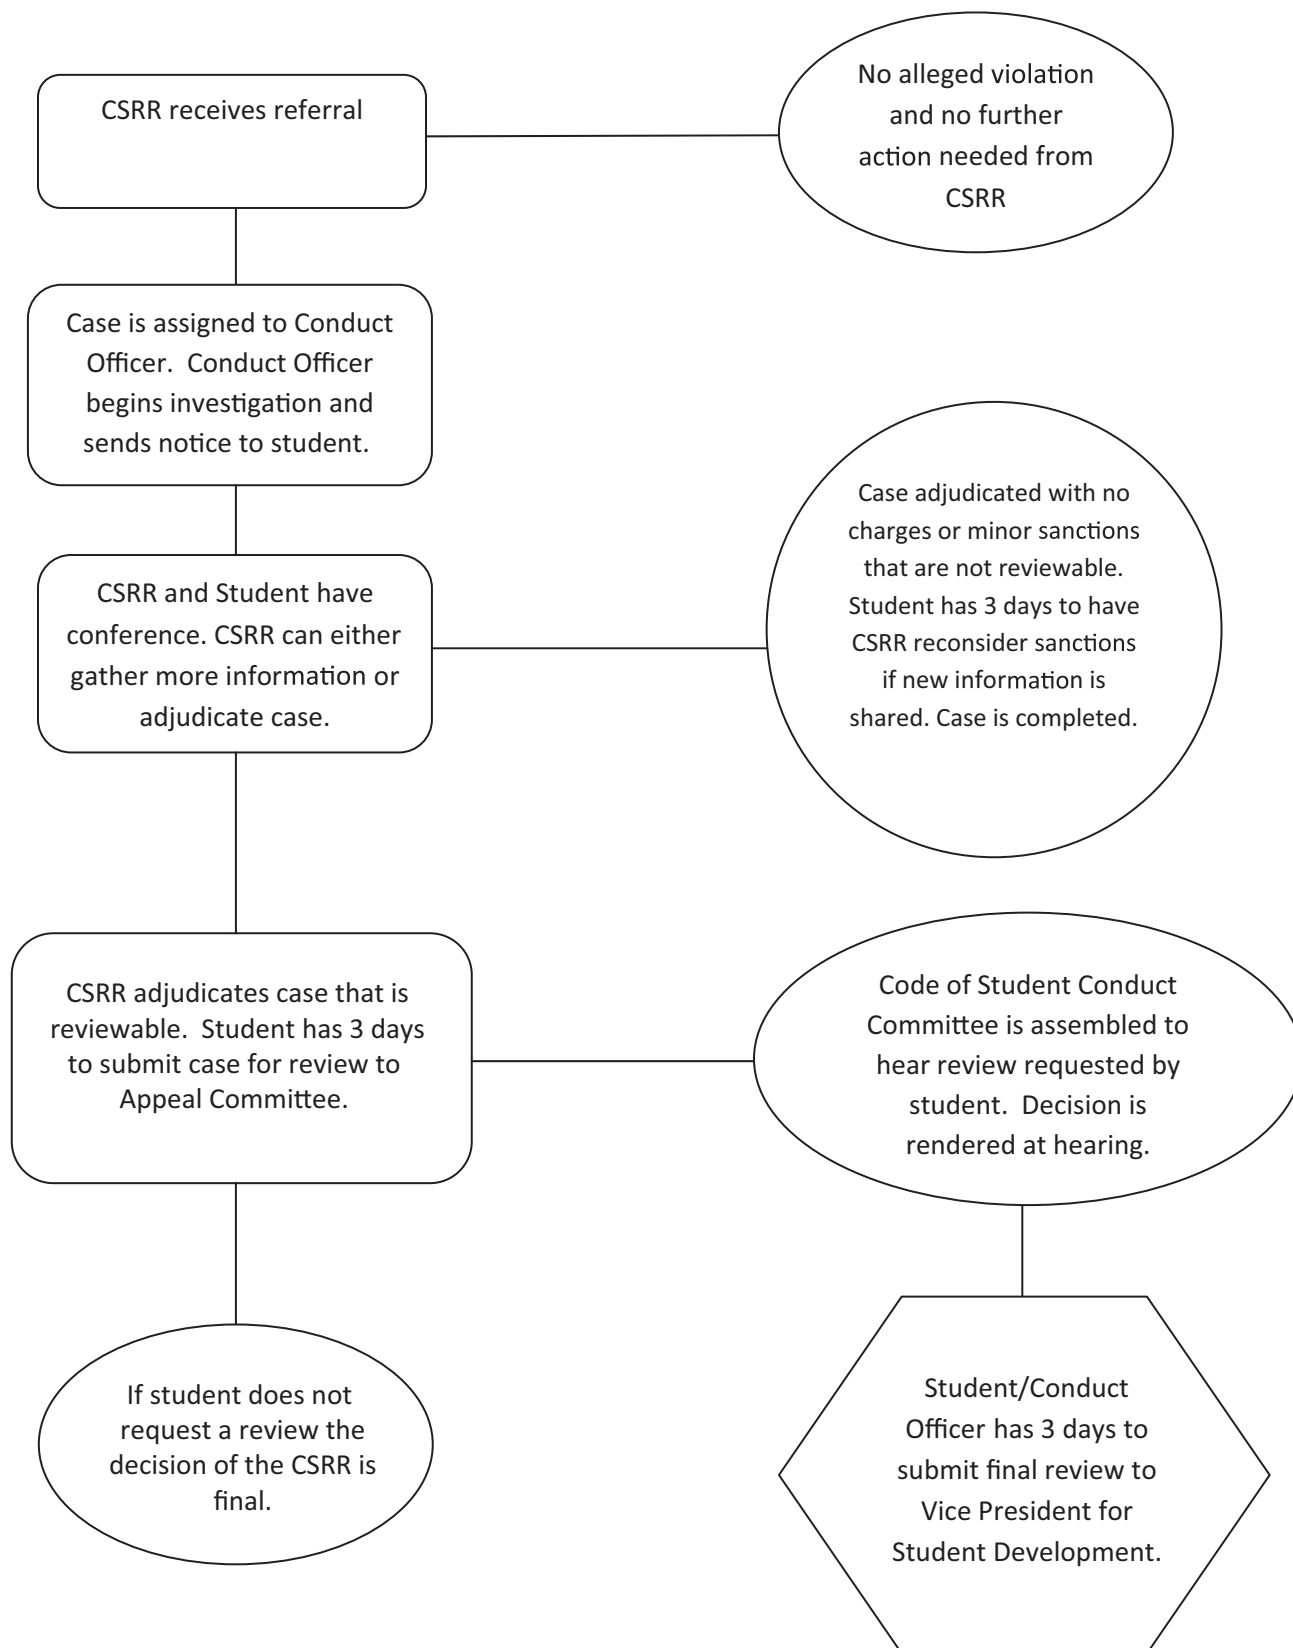 CSRR receives referral
No alleged violation
and no further
action needed from
CSRR
Case is assigned to Conduct
Officer.  Conduct Officer
begins investigation and
sends notice to student.
Case adjudicated with no
charges or minor sanctions
that are not reviewable.
Student has 3 days to have
CSRR reconsider sanctions
if new information is
shared. Case is completed.
CSRR and Student have
conference. CSRR can either
gather more information or
adjudicate case.
CSRR adjudicates case that is
reviewable.  Student has 3 days
to submit case for review to
Appeal Committee.
Code of Student Conduct
Committee is assembled to
hear review requested by
student.  Decision is
rendered at hearing.
If student does not
request a review the
decision of the CSRR is
final.
Student/Conduct
Officer has 3 days to
submit final review to
Vice President for
Student Development.